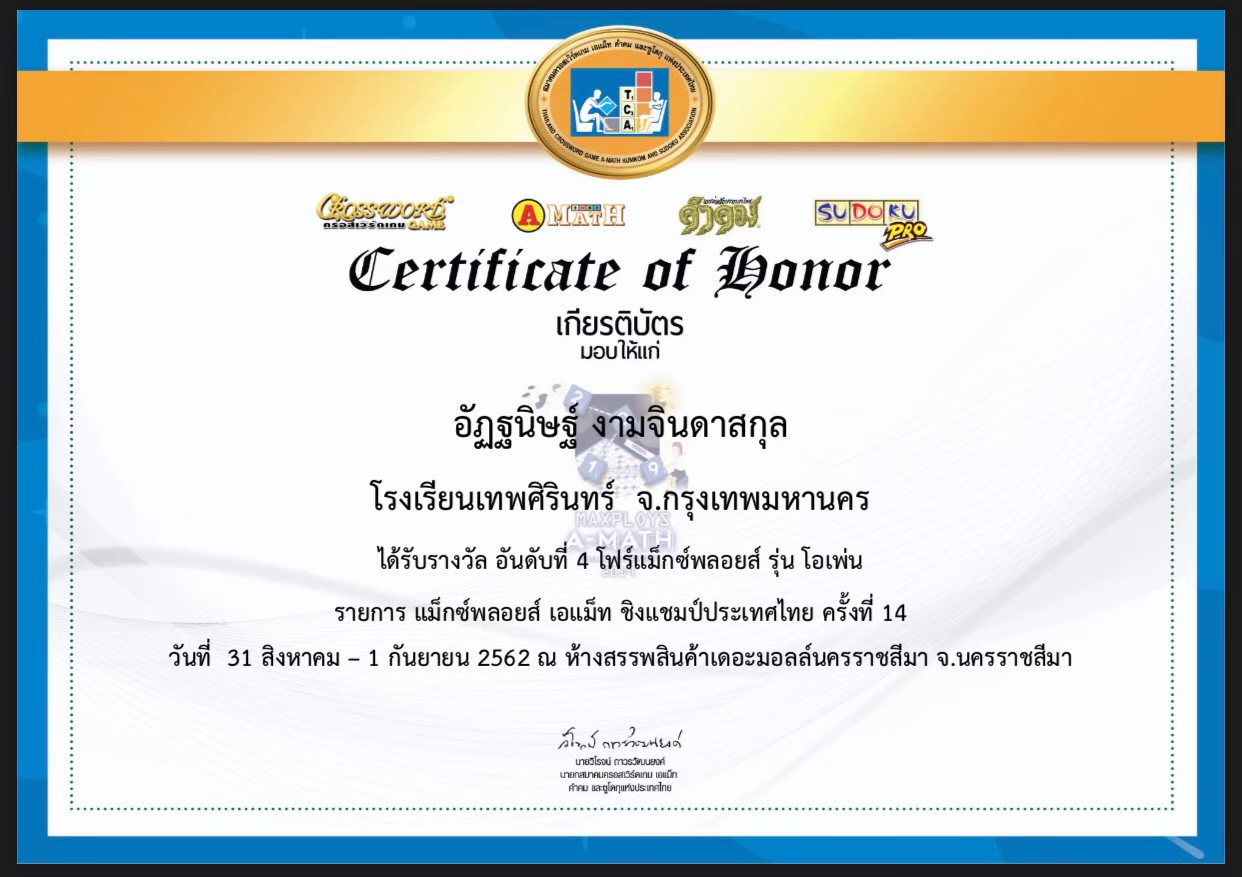 สมาคมครอสเวิร์ดเกม เอแม็ท คำคม และซูโดกุ แห่งประเทศไทย
T
C
A
THAILAND CROSSWORD GAME A-MATH KUMKOM AND SUDOKU ASSOCIATION
CROSSWORD GAME ครอสเวิร์ดเกม
A MATH
คำคม
SUDOKU PRO
Certificate of Honor
เกียรติบัตร
มอบให้แก่
อัฏฐนิษฐ์ งามจินดาสกุล
โรงเรียนเทพศิรินทร์ จ.กรุงเทพมหานคร
MAXPLOYS
A-MATH
ได้รับรางวัล อันดับที่ 4 โฟร์แม็กซ์พลอยส์ รุ่น โอเพ่น
รายการ แม็กซ์พลอยส์ เอแม็ท ชิงแชมป์ประเทศไทย ครั้งที่ 14
วันที่ 31 สิงหาคม – 1 กันยายน 2562 ณ ห้างสรรพสินค้าเดอะมอลล์นครราชสีมา จ.นครราชสีมา
นายวิโรจน์ ถาวรวัฒนยงค์
นายกสมาคมครอสเวิร์ดเกม เอแม็ท
คำคม และซูโดกุแห่งประเทศไทย